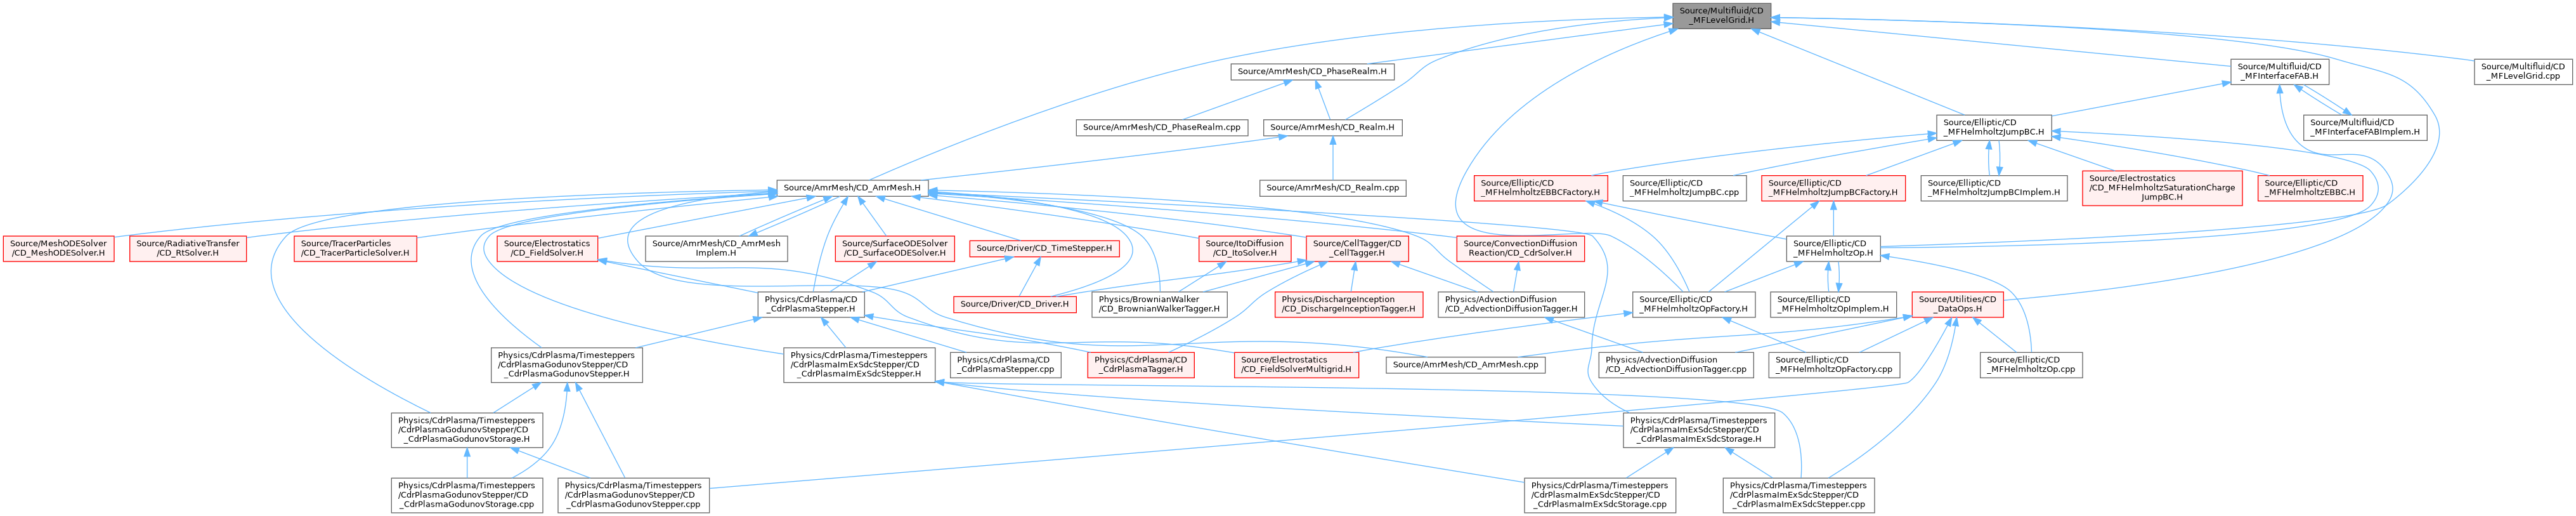 Source/Multifluid/CD
_MFLevelGrid.H
Source/AmrMesh/CD_PhaseRealm.H
Source/Multifluid/CD
_MFInterfaceFAB.H
Source/Multifluid/CD
_MFLevelGrid.cpp
Source/AmrMesh/CD_PhaseRealm.cpp
Source/AmrMesh/CD_Realm.H
Source/Elliptic/CD
_MFHelmholtzJumpBC.H
Source/Multifluid/CD
_MFInterfaceFABImplem.H
Source/AmrMesh/CD_AmrMesh.H
Source/AmrMesh/CD_Realm.cpp
Source/Elliptic/CD
_MFHelmholtzEBBCFactory.H
Source/Elliptic/CD
_MFHelmholtzJumpBC.cpp
Source/Elliptic/CD
_MFHelmholtzJumpBCFactory.H
Source/Elliptic/CD
_MFHelmholtzJumpBCImplem.H
Source/Electrostatics
/CD_MFHelmholtzSaturationCharge
JumpBC.H
Source/Elliptic/CD
_MFHelmholtzEBBC.H
Source/MeshODESolver
/CD_MeshODESolver.H
Source/RadiativeTransfer
/CD_RtSolver.H
Source/TracerParticles
/CD_TracerParticleSolver.H
Source/Electrostatics
/CD_FieldSolver.H
Source/AmrMesh/CD_AmrMesh
Implem.H
Source/SurfaceODESolver
/CD_SurfaceODESolver.H
Source/Driver/CD_TimeStepper.H
Source/ItoDiffusion
/CD_ItoSolver.H
Source/CellTagger/CD
_CellTagger.H
Source/ConvectionDiffusion
Reaction/CD_CdrSolver.H
Source/Elliptic/CD
_MFHelmholtzOp.H
Physics/CdrPlasma/CD
_CdrPlasmaStepper.H
Source/Driver/CD_Driver.H
Physics/BrownianWalker
/CD_BrownianWalkerTagger.H
Physics/DischargeInception
/CD_DischargeInceptionTagger.H
Physics/AdvectionDiffusion
/CD_AdvectionDiffusionTagger.H
Source/Elliptic/CD
_MFHelmholtzOpFactory.H
Source/Elliptic/CD
_MFHelmholtzOpImplem.H
Source/Utilities/CD
_DataOps.H
Physics/CdrPlasma/Timesteppers
/CdrPlasmaGodunovStepper/CD
_CdrPlasmaGodunovStepper.H
Physics/CdrPlasma/Timesteppers
/CdrPlasmaImExSdcStepper/CD
_CdrPlasmaImExSdcStepper.H
Physics/CdrPlasma/CD
_CdrPlasmaStepper.cpp
Physics/CdrPlasma/CD
_CdrPlasmaTagger.H
Source/Electrostatics
/CD_FieldSolverMultigrid.H
Source/AmrMesh/CD_AmrMesh.cpp
Physics/AdvectionDiffusion
/CD_AdvectionDiffusionTagger.cpp
Source/Elliptic/CD
_MFHelmholtzOpFactory.cpp
Source/Elliptic/CD
_MFHelmholtzOp.cpp
Physics/CdrPlasma/Timesteppers
/CdrPlasmaGodunovStepper/CD
_CdrPlasmaGodunovStorage.H
Physics/CdrPlasma/Timesteppers
/CdrPlasmaImExSdcStepper/CD
_CdrPlasmaImExSdcStorage.H
Physics/CdrPlasma/Timesteppers
/CdrPlasmaGodunovStepper/CD
_CdrPlasmaGodunovStorage.cpp
Physics/CdrPlasma/Timesteppers
/CdrPlasmaGodunovStepper/CD
_CdrPlasmaGodunovStepper.cpp
Physics/CdrPlasma/Timesteppers
/CdrPlasmaImExSdcStepper/CD
_CdrPlasmaImExSdcStorage.cpp
Physics/CdrPlasma/Timesteppers
/CdrPlasmaImExSdcStepper/CD
_CdrPlasmaImExSdcStepper.cpp